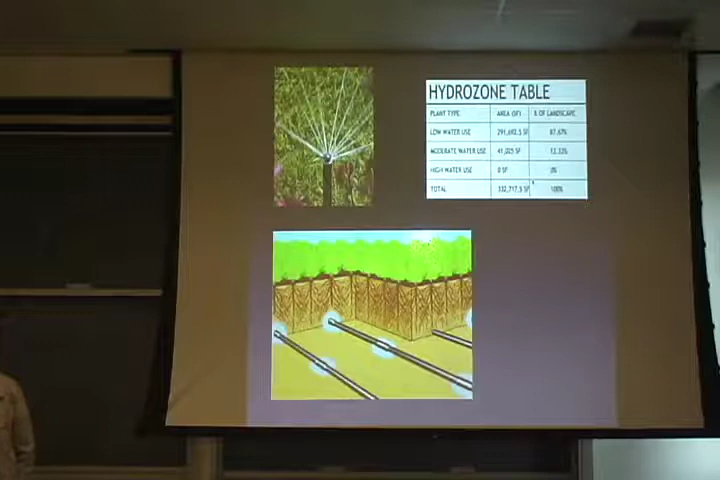 HYDROZONE TABLE
PLANT TYPE AREA (SF) % OF LANDSCAPE
LOW WATER USE 291,692.5 SF 87.67%
MODERATE WATER USE 41,025 SF 12.33%
HIGH WATER USE 0 SF 0%
TOTAL 332,717.5 SF 100%